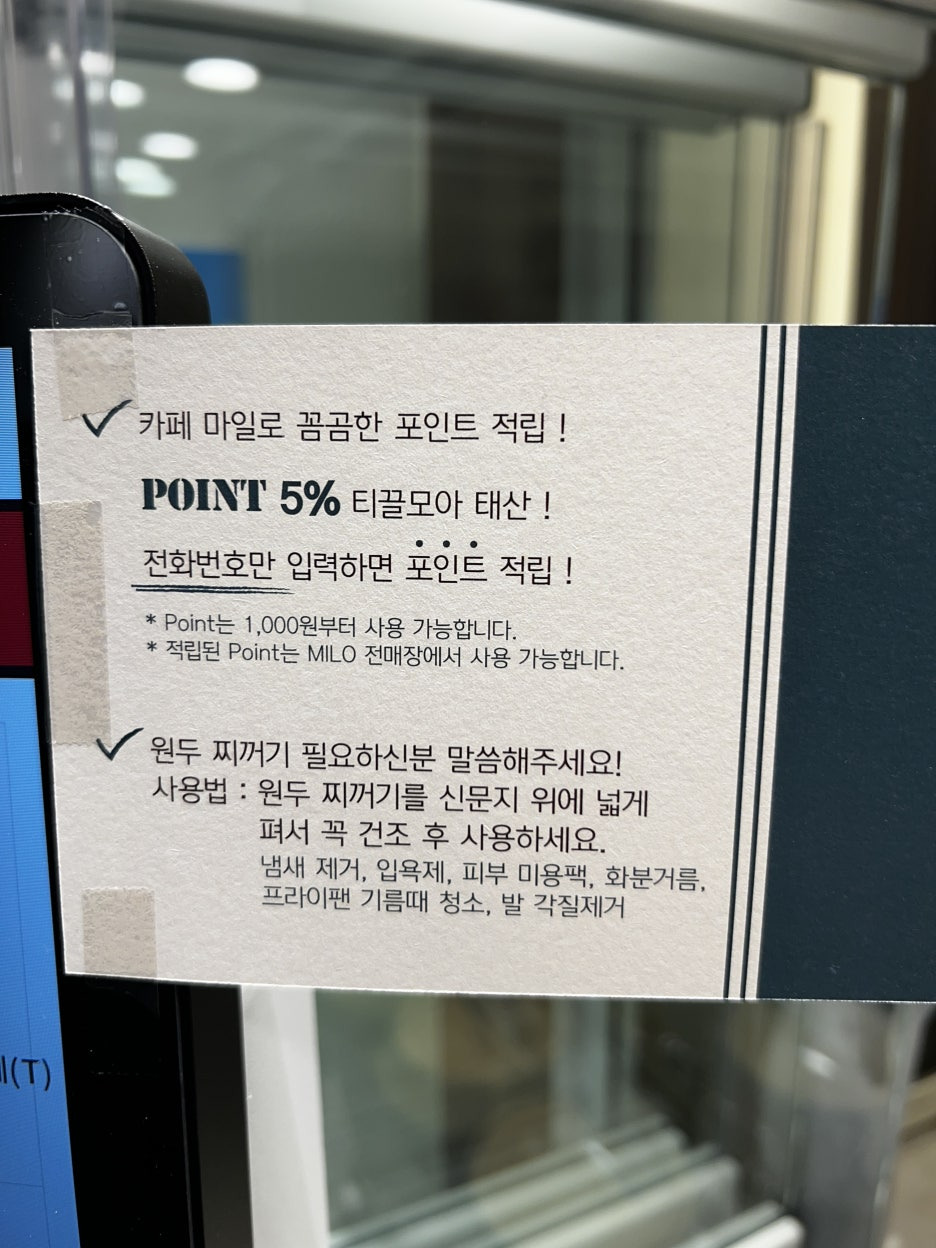 카페 마일로 꼼꼼한 포인트 적립 !
POINT 5% 티끌모아 태산 !
전화번호만 입력하면 포인트 적립 !
* Point는 1,000원부터 사용 가능합니다.
* 적립된 Point는 MILO 전매장에서 사용 가능합니다.
원두 찌꺼기 필요하신분 말씀해주세요!
사용법 : 원두 찌꺼기를 신문지 위에 넓게
펴서 꼭 건조 후 사용하세요.
냄새 제거, 입욕제, 피부 미용팩, 화분거름,
프라이팬 기름때 청소, 발 각질제거
(T)